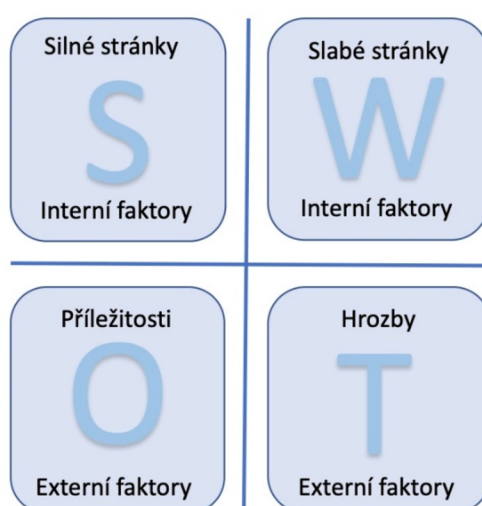 Silné stránky
S
Interní faktory
Slabé stránky
W
Interní faktory
Příležitosti
O
Externí faktory
Hrozby
T
Externí faktory